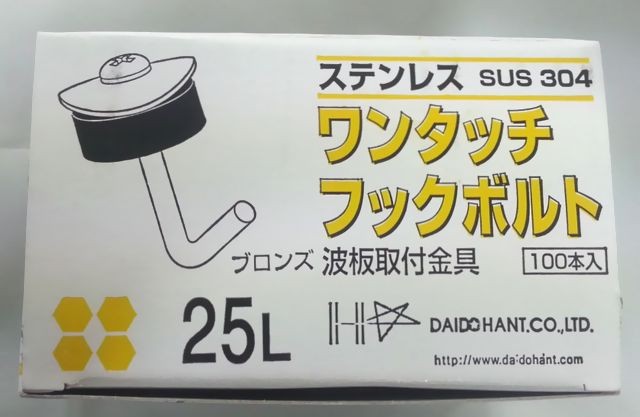 ステンレス SUS 304
ワンタッチ
フックボルト
ブロンズ 波板取付金具 100本入
25L DAIDOHANT.CO.,LTD.
http://www.daidohant.com/